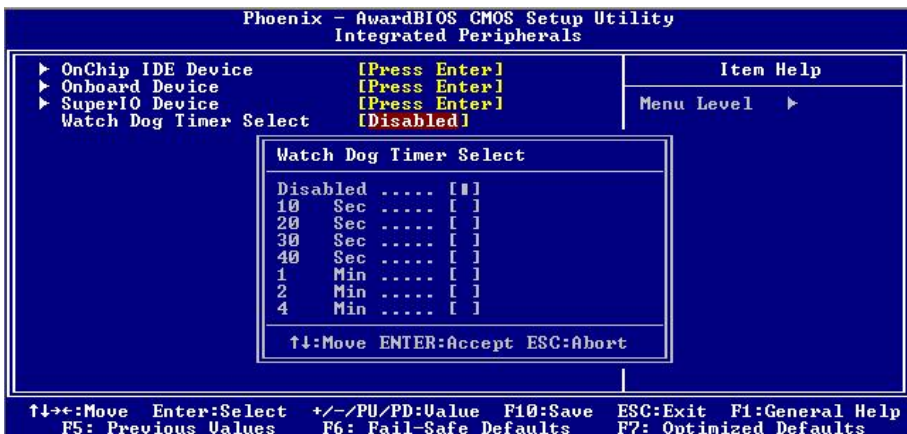 Phoenix - AwardBIOS CMOS Setup Utility
Integrated Peripherals
► OnChip IDE Device [Press Enter]
► Onboard Device [Press Enter]
► SuperIO Device [Press Enter]
Watch Dog Timer Select [Disabled]
Item Help
Menu Level ►
Watch Dog Timer Select
Disabled ..... [▮]
10 Sec ..... [ ]
20 Sec ..... [ ]
30 Sec ..... [ ]
40 Sec ..... [ ]
1 Min ..... [ ]
2 Min ..... [ ]
4 Min ..... [ ]
↑↓:Move ENTER:Accept ESC:Abort
↑↓→←:Move Enter:Select +/-/PU/PD:Value F10:Save ESC:Exit F1:General Help
F5: Previous Values F6: Fail-Safe Defaults F7: Optimized Defaults